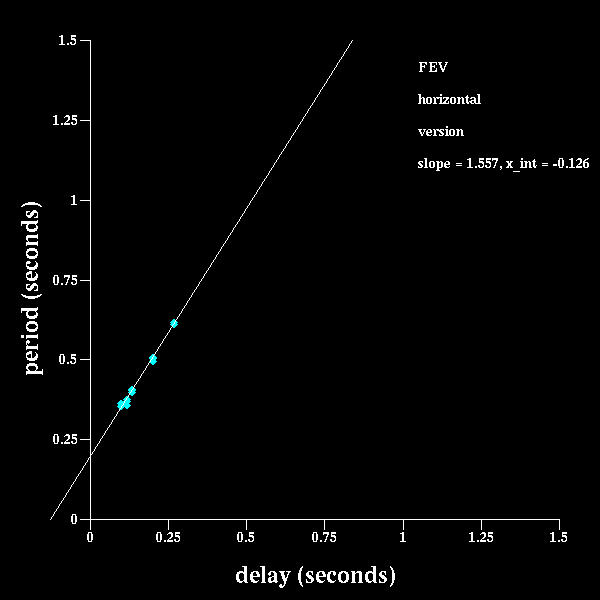 FEV
horizontal
version
slope = 1.557, x_int = -0.126
1.5
1.25
1
0.75
0.5
0.25
0
period (seconds)
0 0.25 0.5 0.75 1 1.25 1.5
delay (seconds)